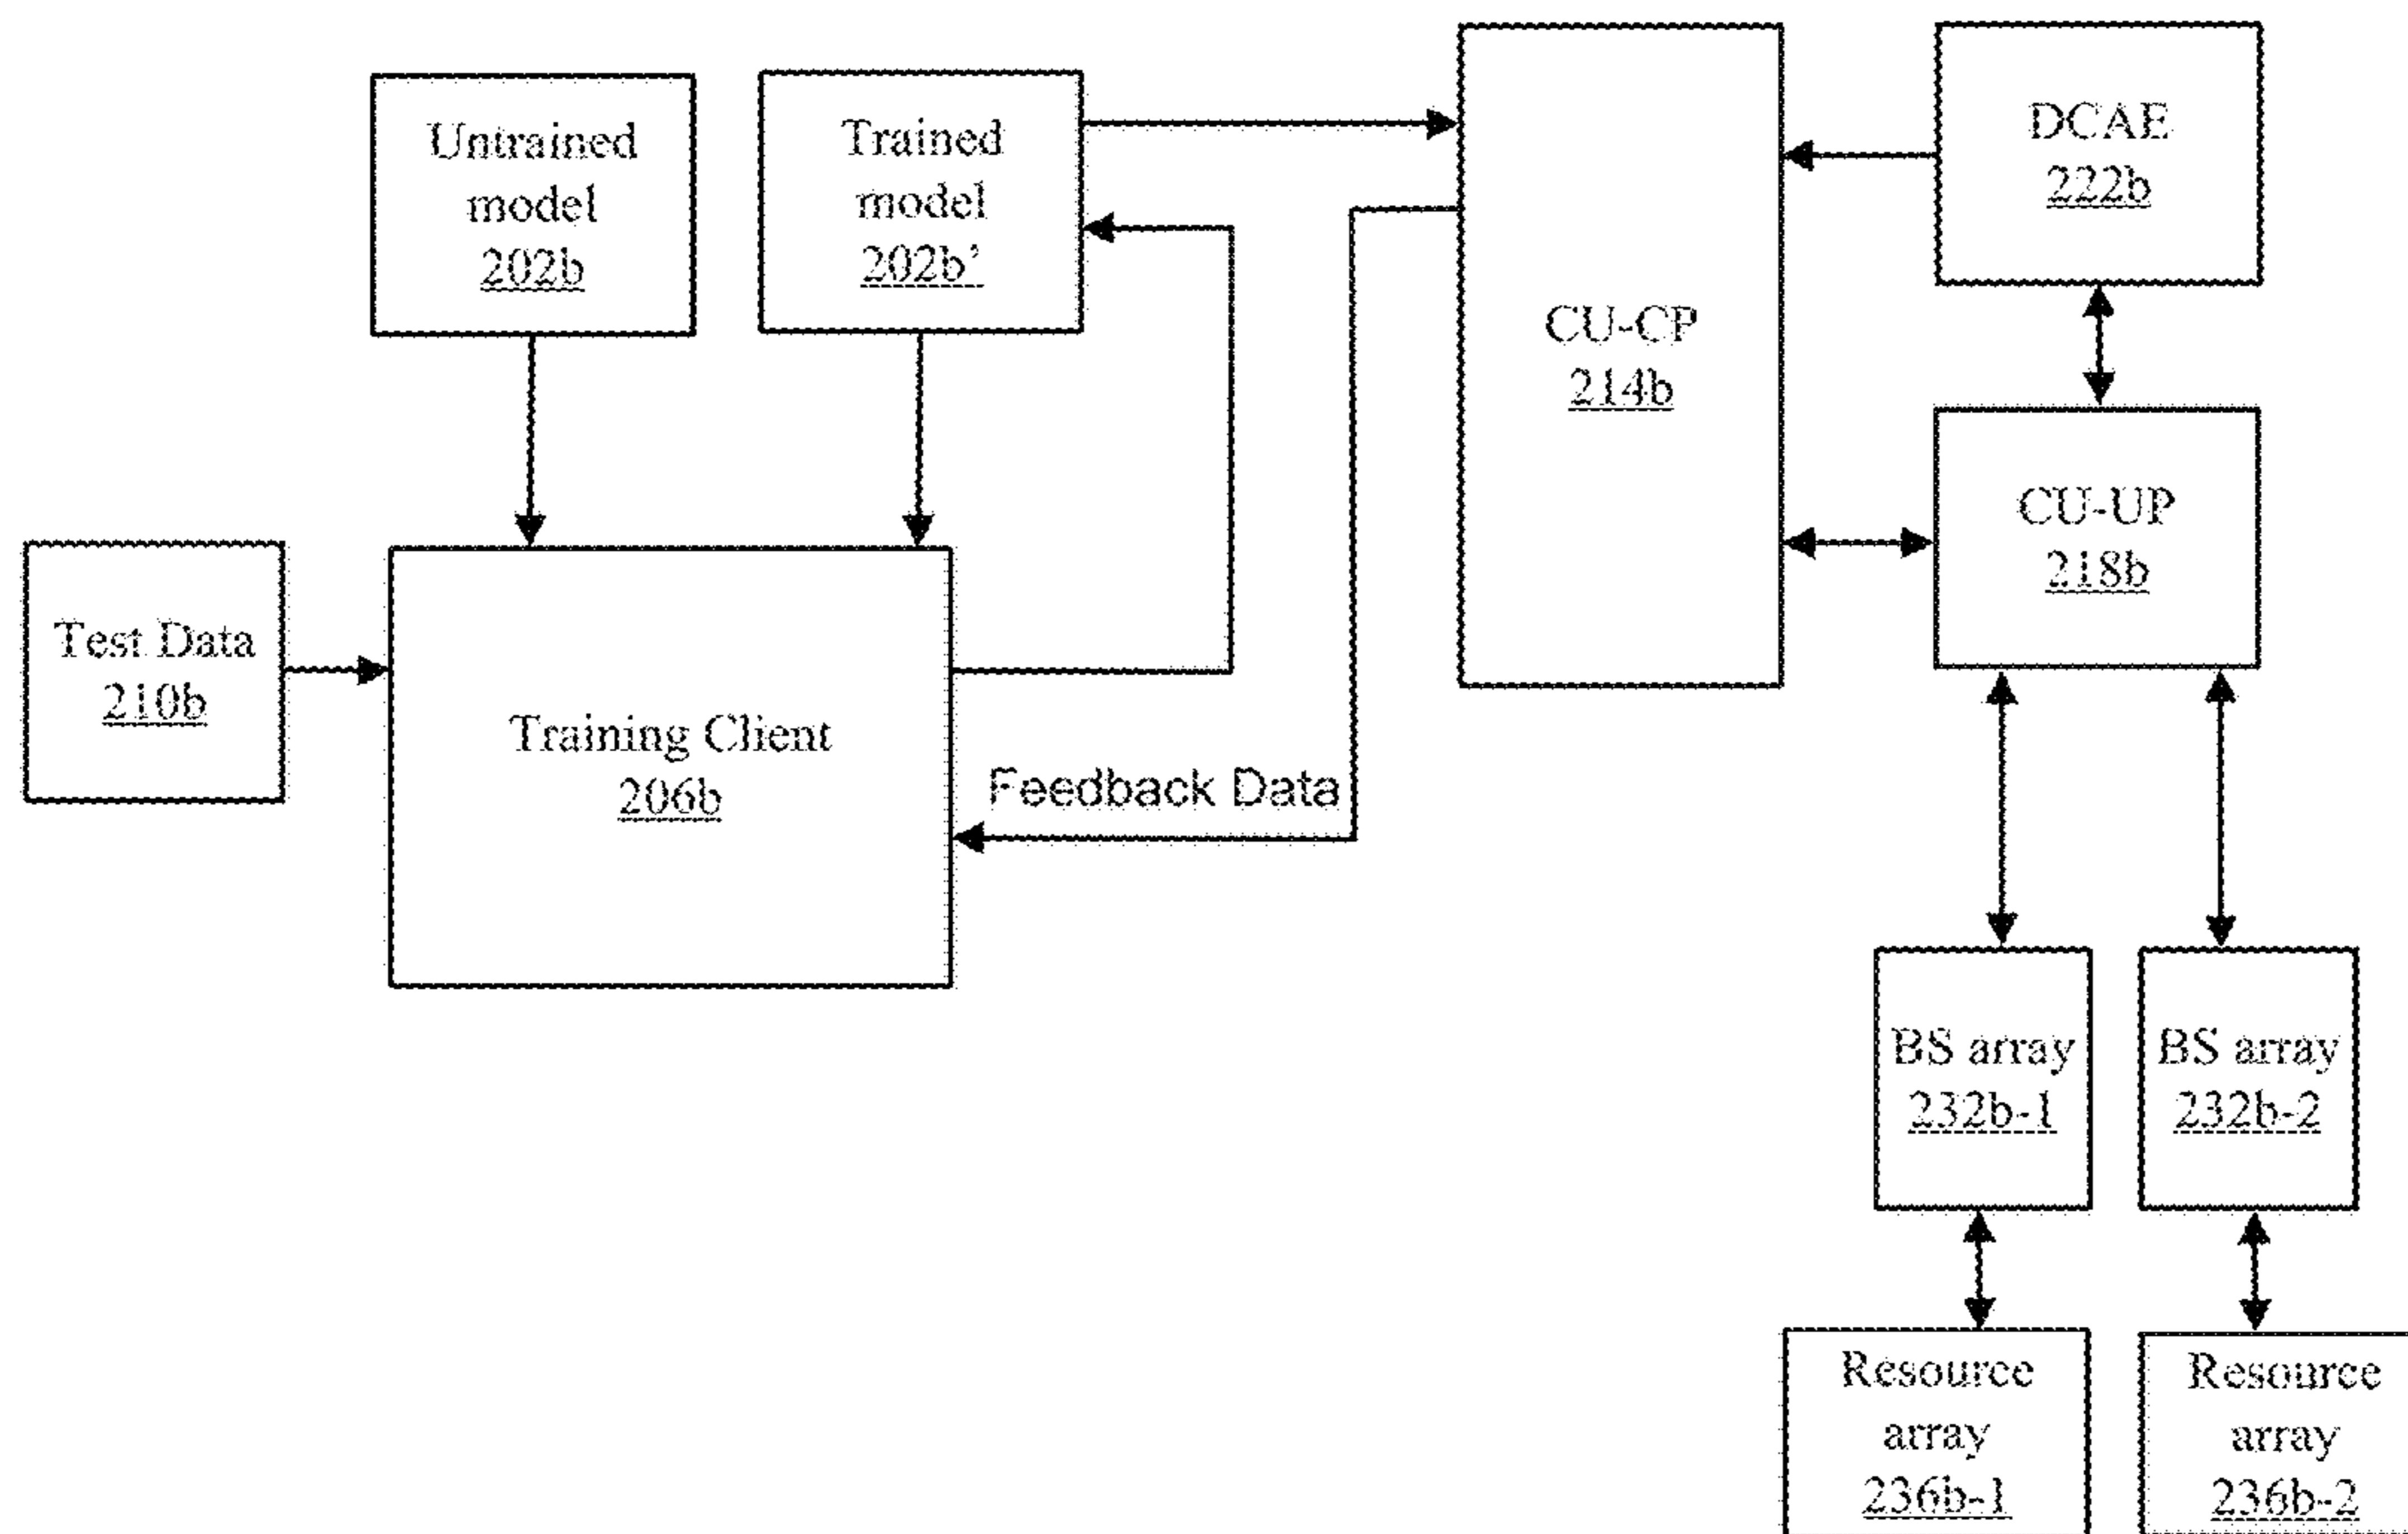 Untrained
model
202b
Trained
model
202b'
CU-CP
214b
DCAE
222b
CU-UP
218b
Test Data
210b
Training Client
206b
Feedback Data
BS array
232b-1
BS array
232b-2
Resource
array
236b-1
Resource
array
236b-2